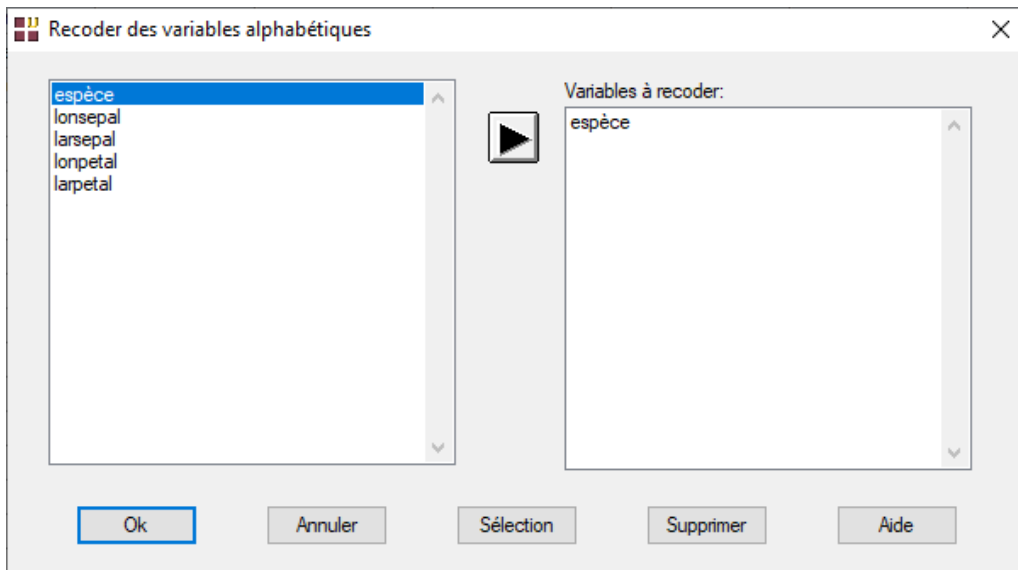 Recoder des variables alphabétiques
espèce
lonsepal
larsepal
lonpetal
larpetal
Variables à recoder:
espèce
Ok
Annuler
Sélection
Supprimer
Aide